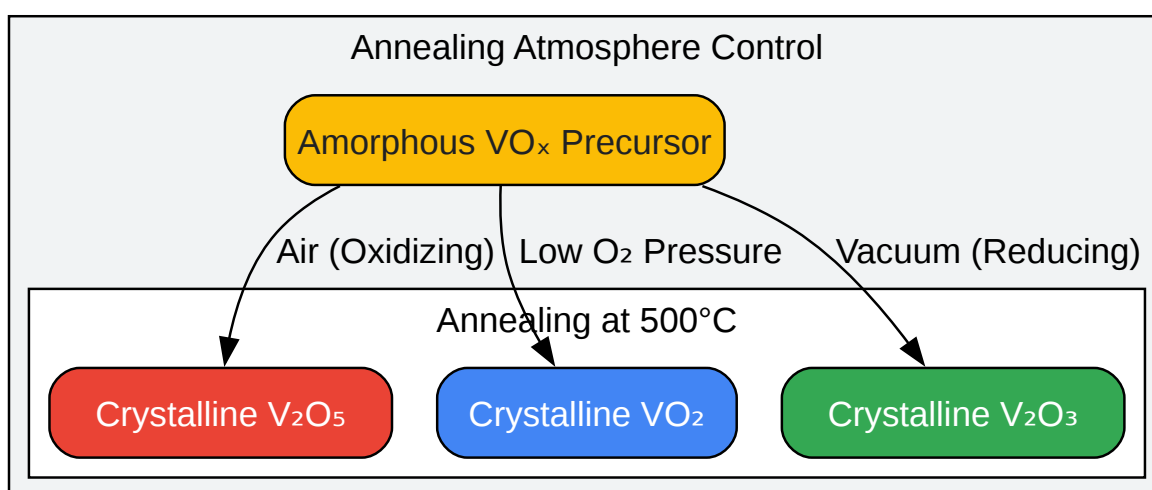 Annealing Atmosphere Control
Amorphous VOₓ Precursor
Air (Oxidizing)
Low O₂ Pressure
Vacuum (Reducing)
Annealing at 500°C
Crystalline V₂O₅
Crystalline VO₂
Crystalline V₂O₃